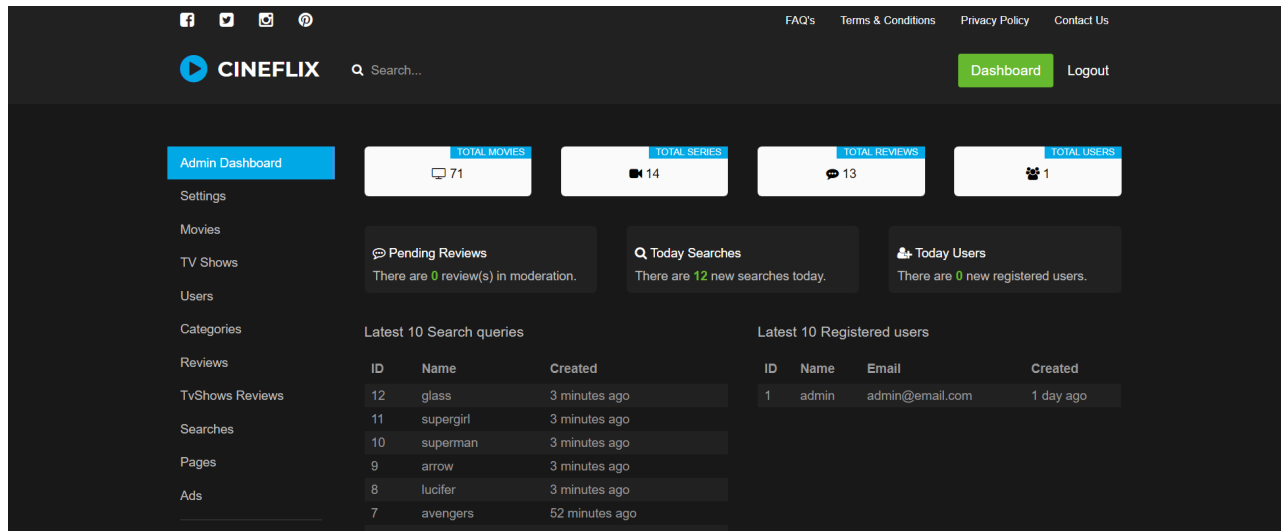 FAQ's Terms & Conditions Privacy Policy Contact Us
CINEFLIX Search... Dashboard Logout
Admin Dashboard
Settings
Movies
TV Shows
Users
Categories
Reviews
TvShows Reviews
Searches
Pages
Ads
TOTAL MOVIES
71
TOTAL SERIES
14
TOTAL REVIEWS
13
TOTAL USERS
1
Pending Reviews
There are 0 review(s) in moderation.
Today Searches
There are 12 new searches today.
Today Users
There are 0 new registered users.
Latest 10 Search queries
ID Name Created
12 glass 3 minutes ago
11 supergirl 3 minutes ago
10 superman 3 minutes ago
9 arrow 3 minutes ago
8 lucifer 3 minutes ago
7 avengers 52 minutes ago
Latest 10 Registered users
ID Name Email Created
1 admin admin@email.com 1 day ago